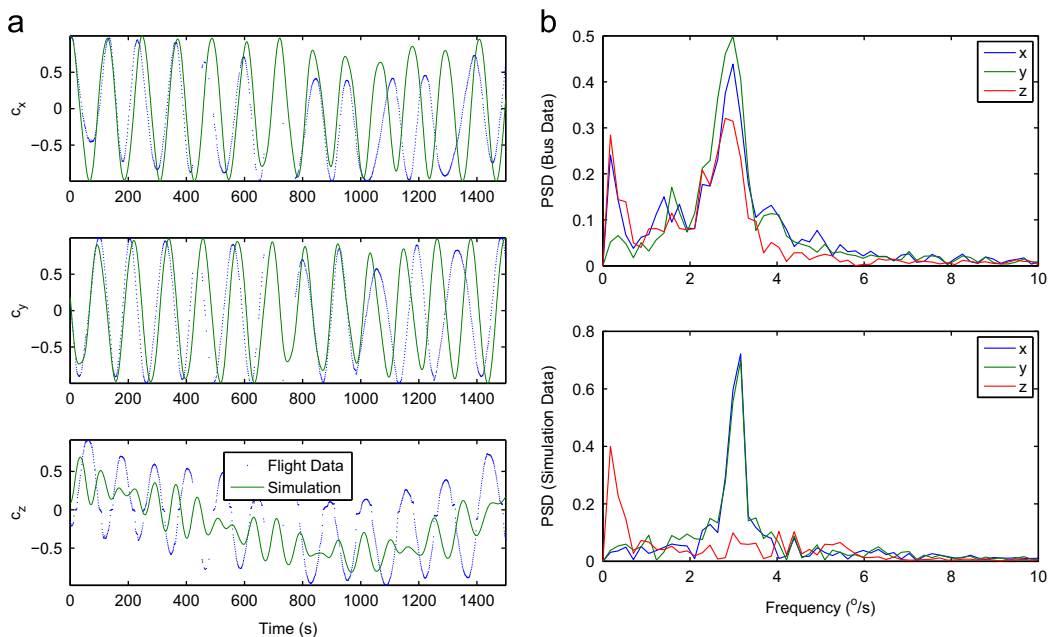 a
0.5
0
−0.5
c_x
0 200 400 600 800 1000 1200 1400
0.5
0
−0.5
c_y
0 200 400 600 800 1000 1200 1400
0.5
0
−0.5
c_z
Flight Data
Simulation
0 200 400 600 800 1000 1200 1400
Time (s)
b
0.5
0.4
0.3
0.2
0.1
0
PSD (Bus Data)
x
y
z
0 2 4 6 8 10
0.8
0.6
0.4
0.2
0
PSD (Simulation Data)
x
y
z
0 2 4 6 8 10
Frequency (°/s)